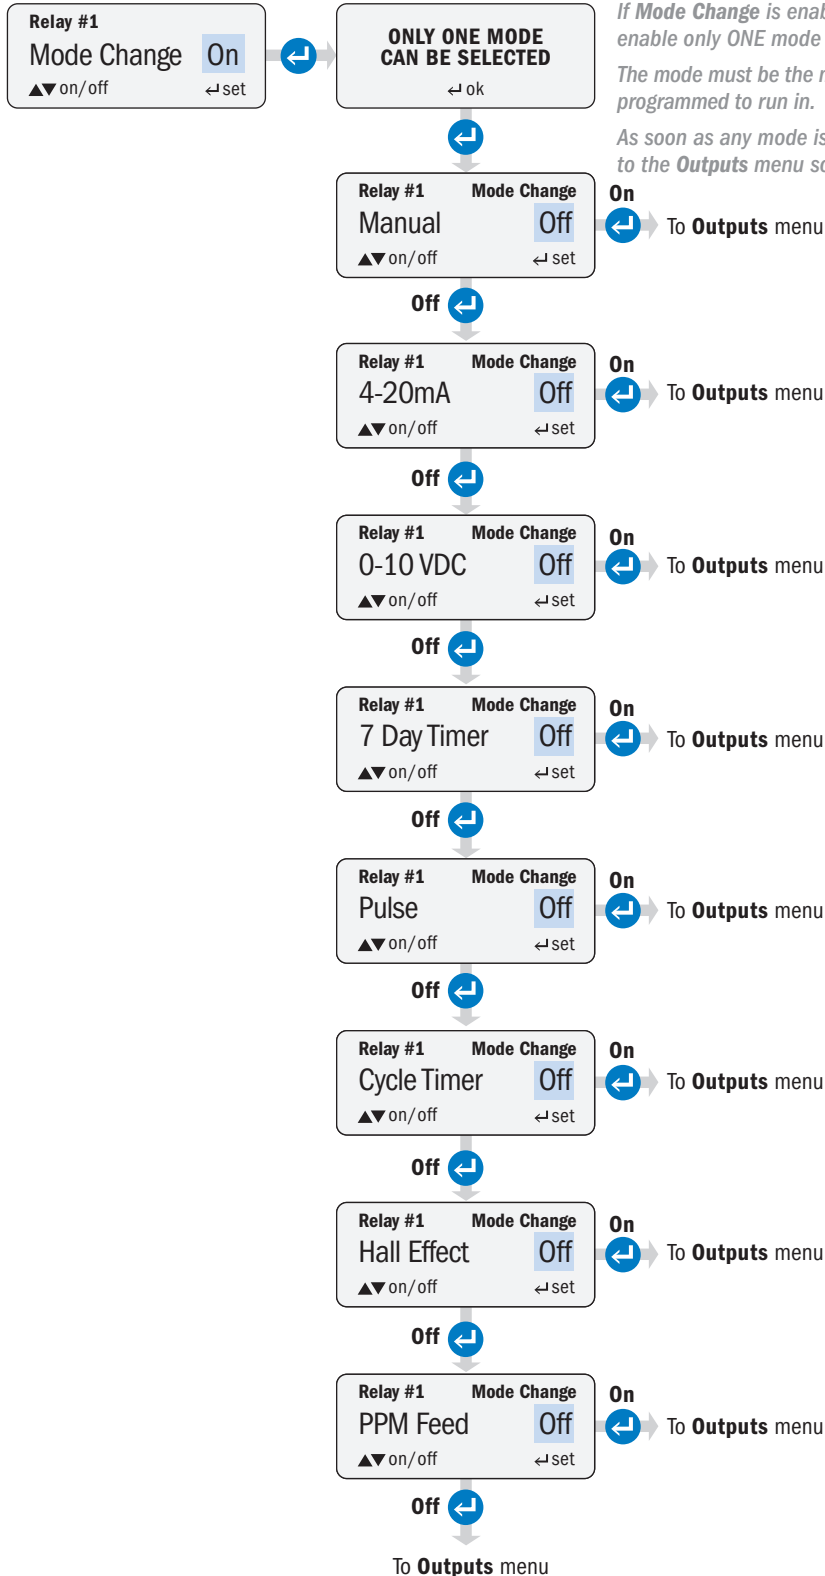 Relay #1
Mode Change On
▲▼ on/off ↵ set
ONLY ONE MODE
CAN BE SELECTED
↵ ok
If Mode Change is
enable only ONE mode
The mode must be the
programmed to run in.
As soon as any mode is
to the Outputs menu
Relay #1 Mode Change
Manual Off
▲▼ on/off ↵ set
On
To Outputs menu
Off
Relay #1 Mode Change
4-20mA Off
▲▼ on/off ↵ set
On
To Outputs menu
Off
Relay #1 Mode Change
0-10 VDC Off
▲▼ on/off ↵ set
On
To Outputs menu
Off
Relay #1 Mode Change
7 Day Timer Off
▲▼ on/off ↵ set
On
To Outputs menu
Off
Relay #1 Mode Change
Pulse Off
▲▼ on/off ↵ set
On
To Outputs menu
Off
Relay #1 Mode Change
Cycle Timer Off
▲▼ on/off ↵ set
On
To Outputs menu
Off
Relay #1 Mode Change
Hall Effect Off
▲▼ on/off ↵ set
On
To Outputs menu
Off
Relay #1 Mode Change
PPM Feed Off
▲▼ on/off ↵ set
On
To Outputs menu
Off
To Outputs menu